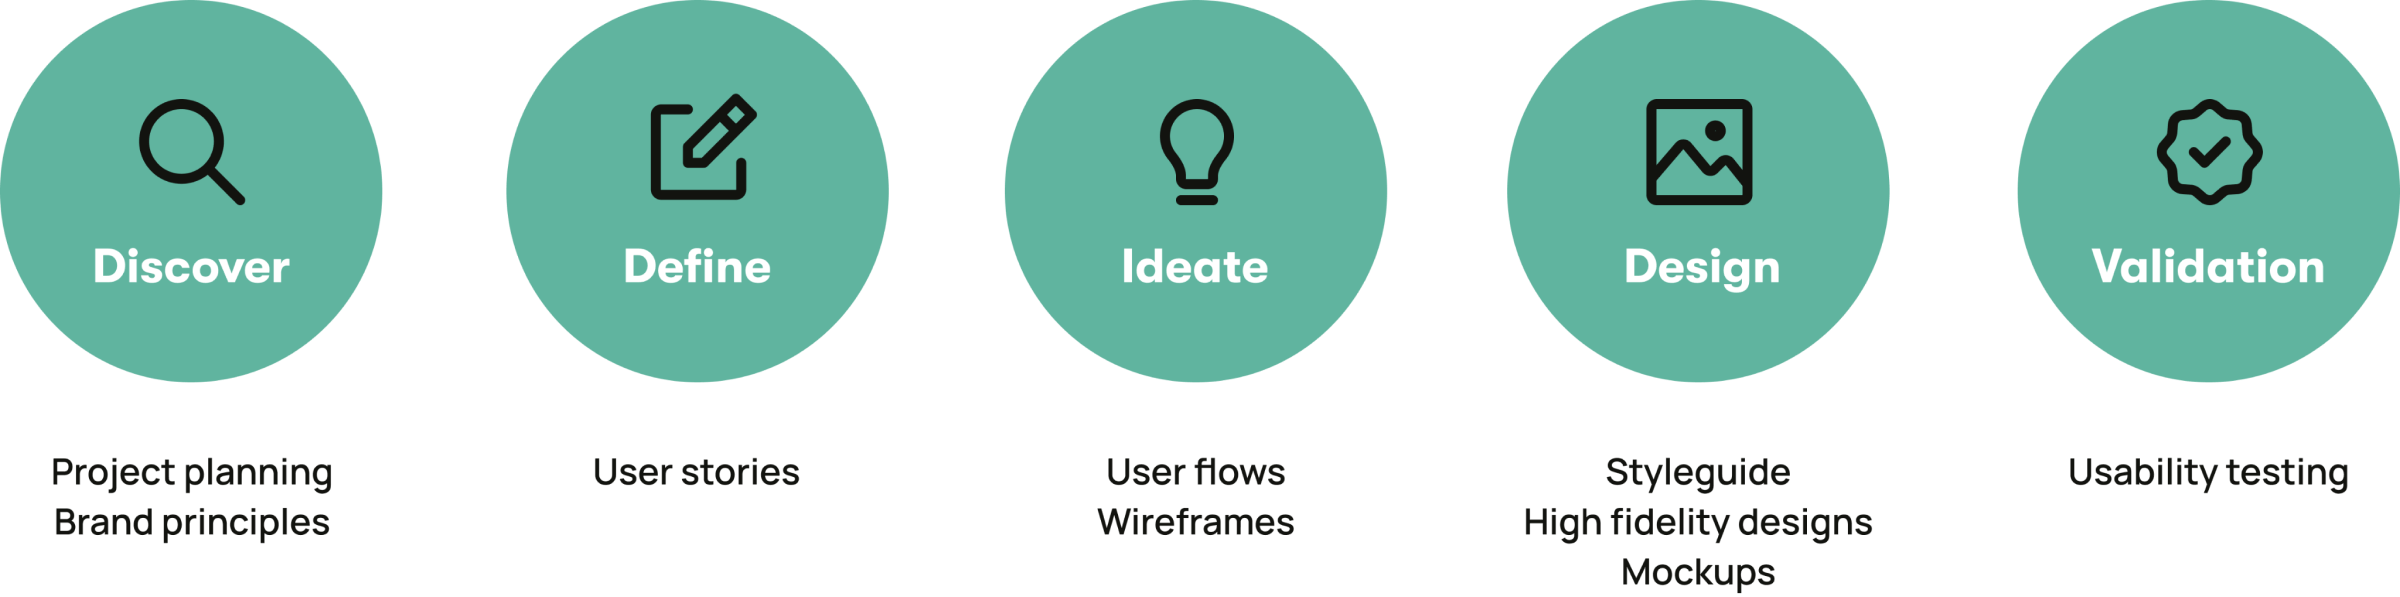 Discover
Project planning
Brand principles
Define
User stories
Ideate
User flows
Wireframes
Design
Styleguide
High fidelity designs
Mockups
Validation
Usability testing